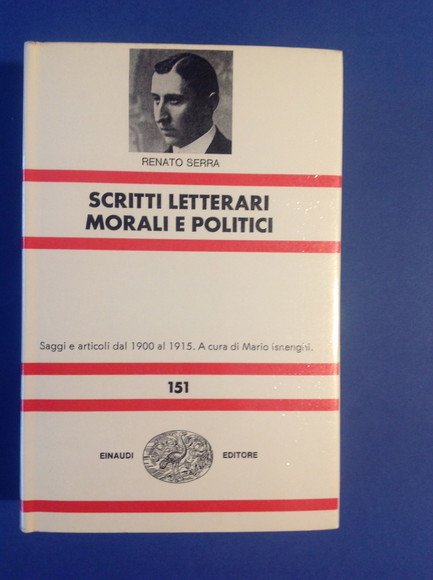 RENATO SERRA
SCRITTI LETTERARI
MORALI E POLITICI
Saggi e articoli dal 1900 al 1915. A cura di Mario Isnenghi.
151
EINAUDI EDITORE